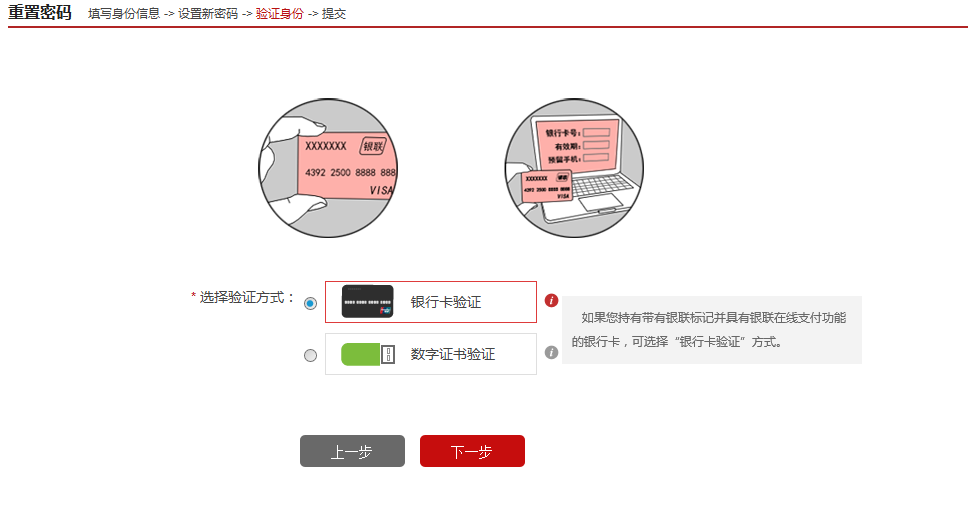 重置密码 填写身份信息 -> 设置新密码 -> 验证身份 -> 提交
XXXXXXX 银联
4392 2500 8888 888
VISA
银行卡号:
有效期:
预留手机:
XXXXXXX 银联
4392 2500 8888 888
VISA
* 选择验证方式：
银行卡验证
如果您持有带有银联标记并具有银联在线支付功能
的银行卡，可选择“银行卡验证”方式。
数字证书验证
上一步 下一步